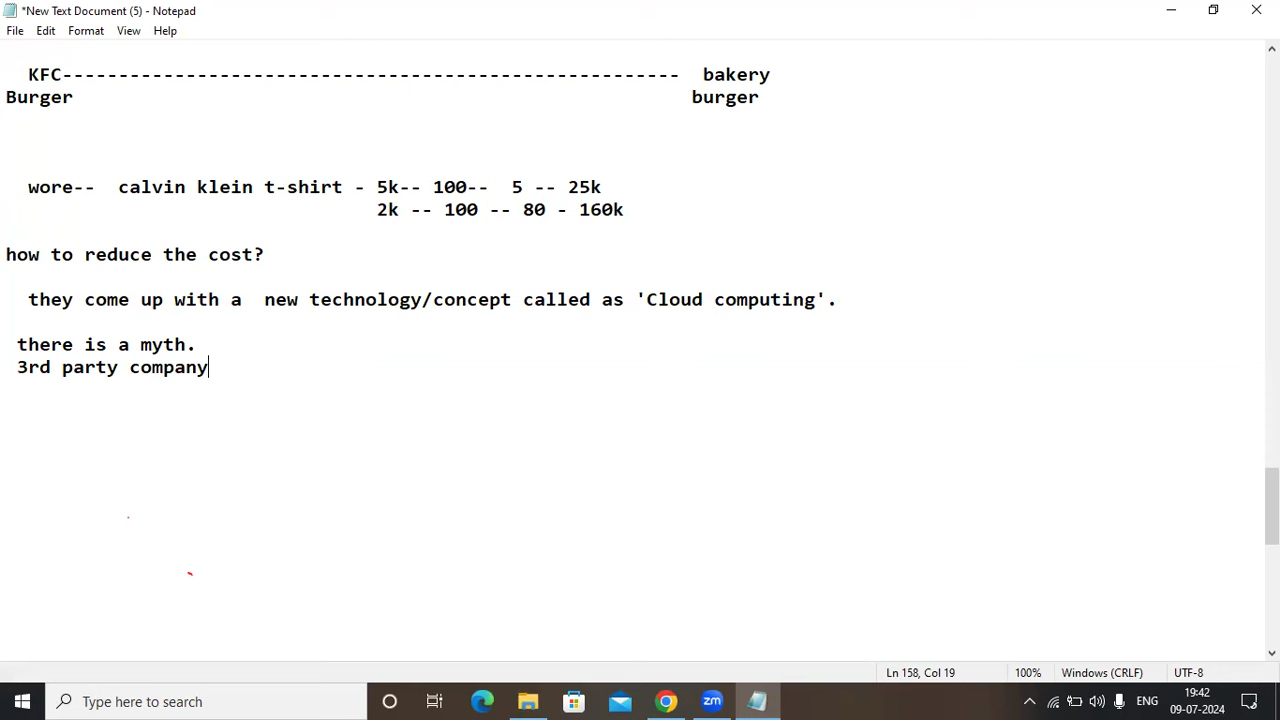 *New Text Document (5) - Notepad
File Edit Format View Help
KFC------------------------------------------------------- bakery
Burger burger
wore-- calvin klein t-shirt - 5k-- 100-- 5 -- 25k
2k -- 100 -- 80 - 160k
how to reduce the cost?
they come up with a new technology/concept called as 'Cloud computing'.
there is a myth.
3rd party company
Ln 158, Col 19 100% Windows (CRLF) UTF-8
Type here to search
zm
ENG
19:42
09-07-2024